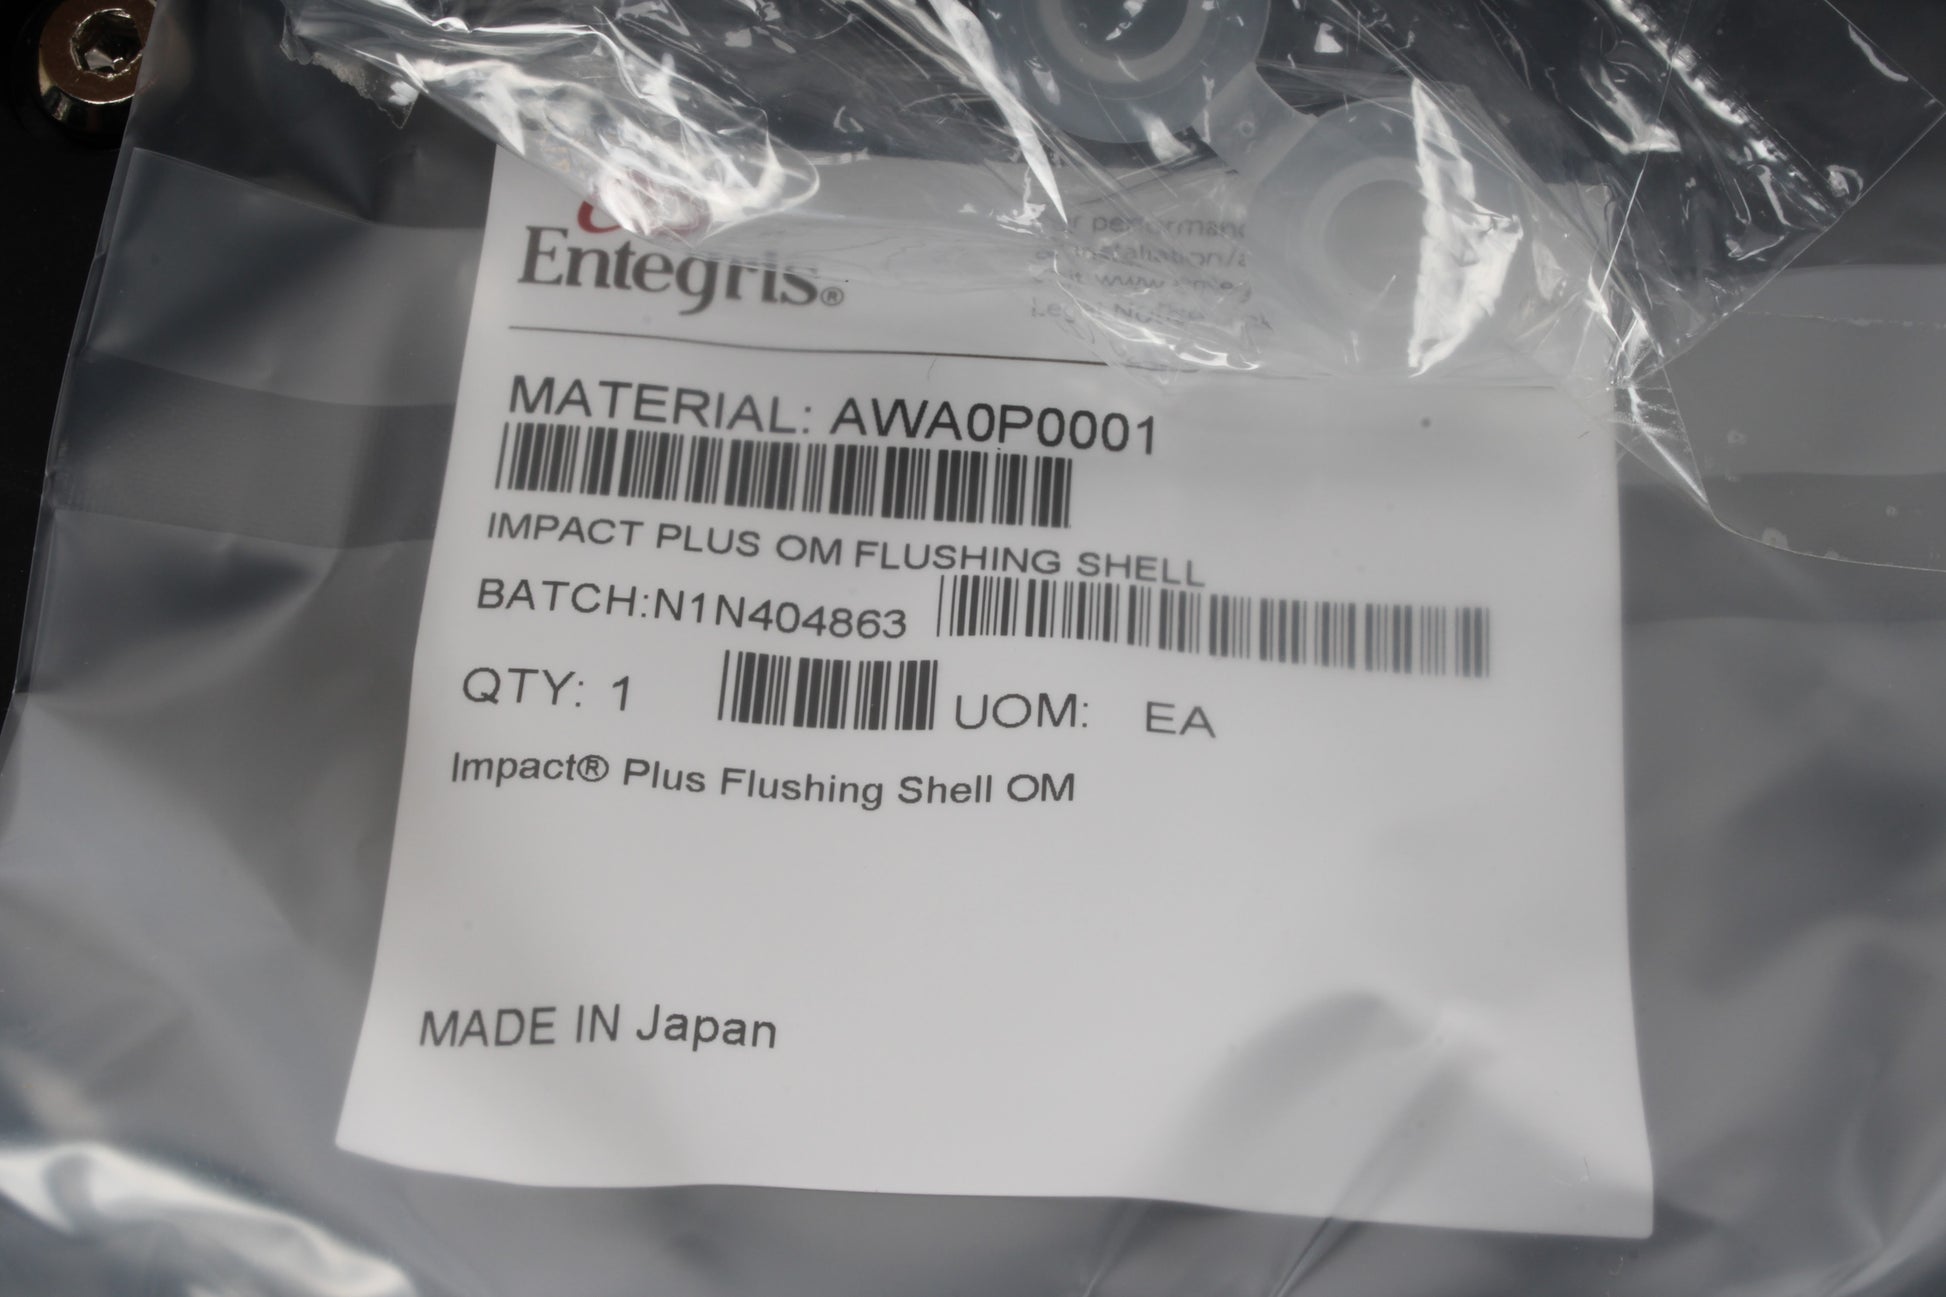 Entegris®
performanc
MATERIAL: AWA0P0001
IMPACT PLUS OM FLUSHING SHELL
BATCH:N1N404863
QTY: 1 UOM: EA
Impact® Plus Flushing Shell OM
MADE IN Japan